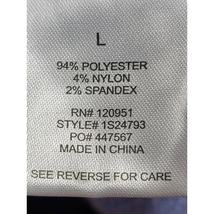 L
94% POLYESTER
4% NYLON
2% SPANDEX
RN# 120951
STYLE# 1S24793
PO# 447567
MADE IN CHINA
SEE REVERSE FOR CARE